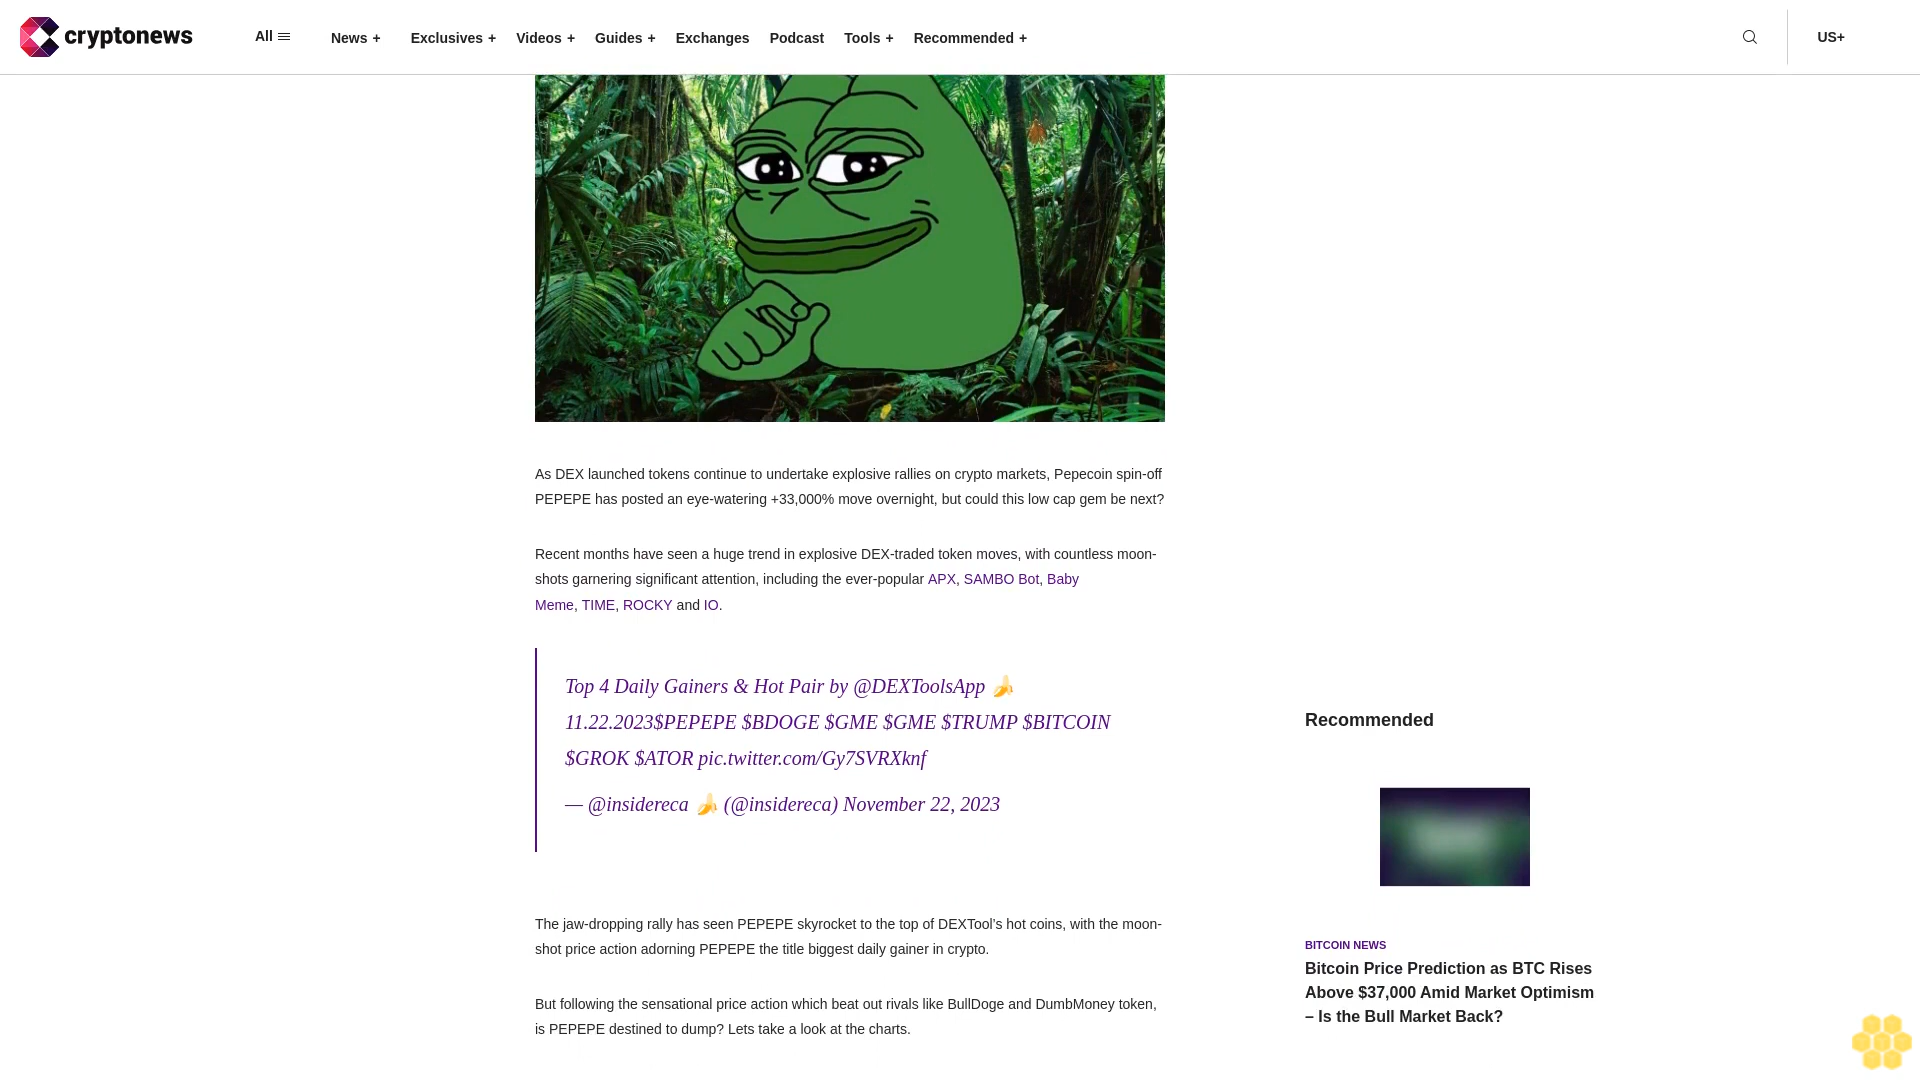 cryptonews
All
News +
Exclusives +
Videos +
Guides +
Exchanges
Podcast
Tools +
Recommended +
US+
As DEX launched tokens continue to undertake explosive rallies on crypto markets, Pepecoin spin-off
PEPEPE has posted an eye-watering +33,000% move overnight, but could this low cap gem be next?
Recent months have seen a huge trend in explosive DEX-traded token moves, with countless moon-
shots garnering significant attention, including the ever-popular APX, SAMBO Bot, Baby
Meme, TIME, ROCKY and IO.
Top 4 Daily Gainers & Hot Pair by @DEXToolsApp 🍌
11.22.2023$PEPEPE $BDOGE $GME $GME $TRUMP $BITCOIN
$GROK $ATOR pic.twitter.com/Gy7SVRXknf
— @insidereca 🍌 (@insidereca) November 22, 2023
The jaw-dropping rally has seen PEPEPE skyrocket to the top of DEXTool’s hot coins, with the moon-
shot price action adorning PEPEPE the title biggest daily gainer in crypto.
But following the sensational price action which beat out rivals like BullDoge and DumbMoney token,
is PEPEPE destined to dump? Lets take a look at the charts.
Recommended
BITCOIN NEWS
Bitcoin Price Prediction as BTC Rises
Above $37,000 Amid Market Optimism
– Is the Bull Market Back?